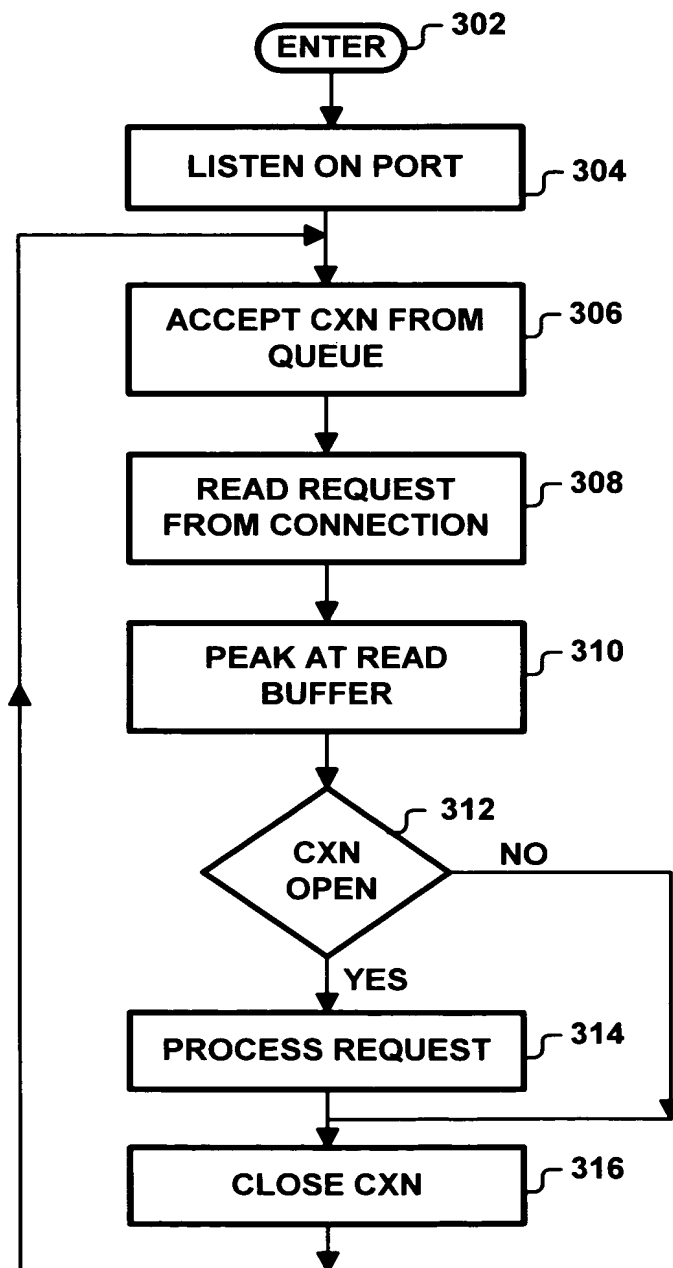 ENTER
302
LISTEN ON PORT
304
ACCEPT CXN FROM
QUEUE
306
READ REQUEST
FROM CONNECTION
308
PEAK AT READ
BUFFER
310
312
CXN
OPEN
NO
YES
PROCESS REQUEST
314
CLOSE CXN
316